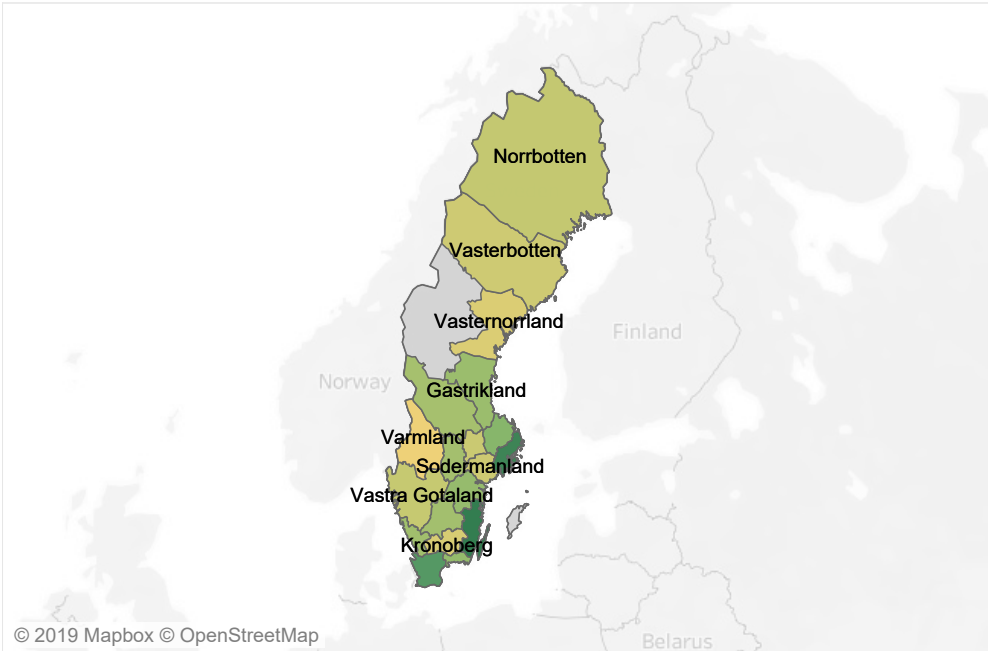 Norrbotten
Vasterbotten
Vasternorrland
Finland
Norway
Gastrikland
Varmland
Sodermanland
Vastra Gotaland
Kronoberg
© 2019 Mapbox © OpenStreetMap
Belarus